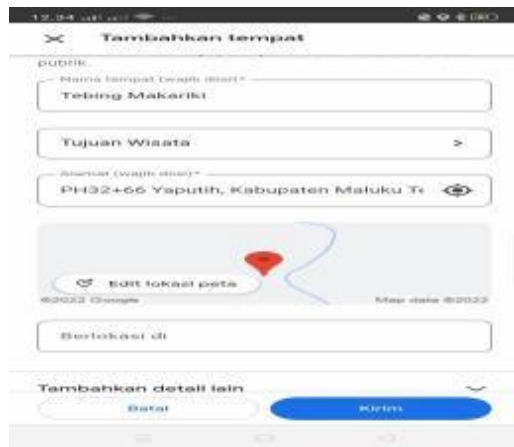 12.34
Tambahkan tempat
publik.
Nama tempat (wajib diisi)*
Tebing Makariki
Tujuan Wisata >
Alamat (wajib diisi)*
PH32+66 Yaputih, Kabupaten Maluku Te
Edit lokasi peta
©2022 Google Map data ©2022
Berlokasi di
Tambahkan detail lain
Batal Kirim